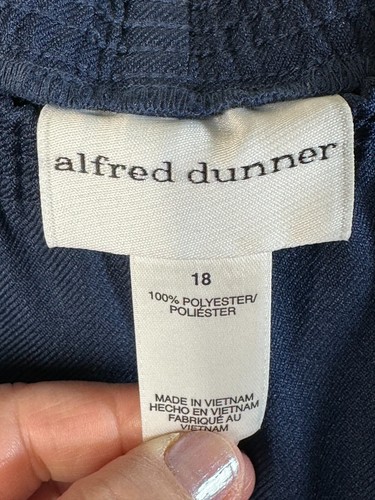 alfred dunner
18
100% POLYESTER/
POLIÉSTER
MADE IN VIETNAM
HECHO EN VIETNAM
FABRIQUÉ AU
VIETNAM